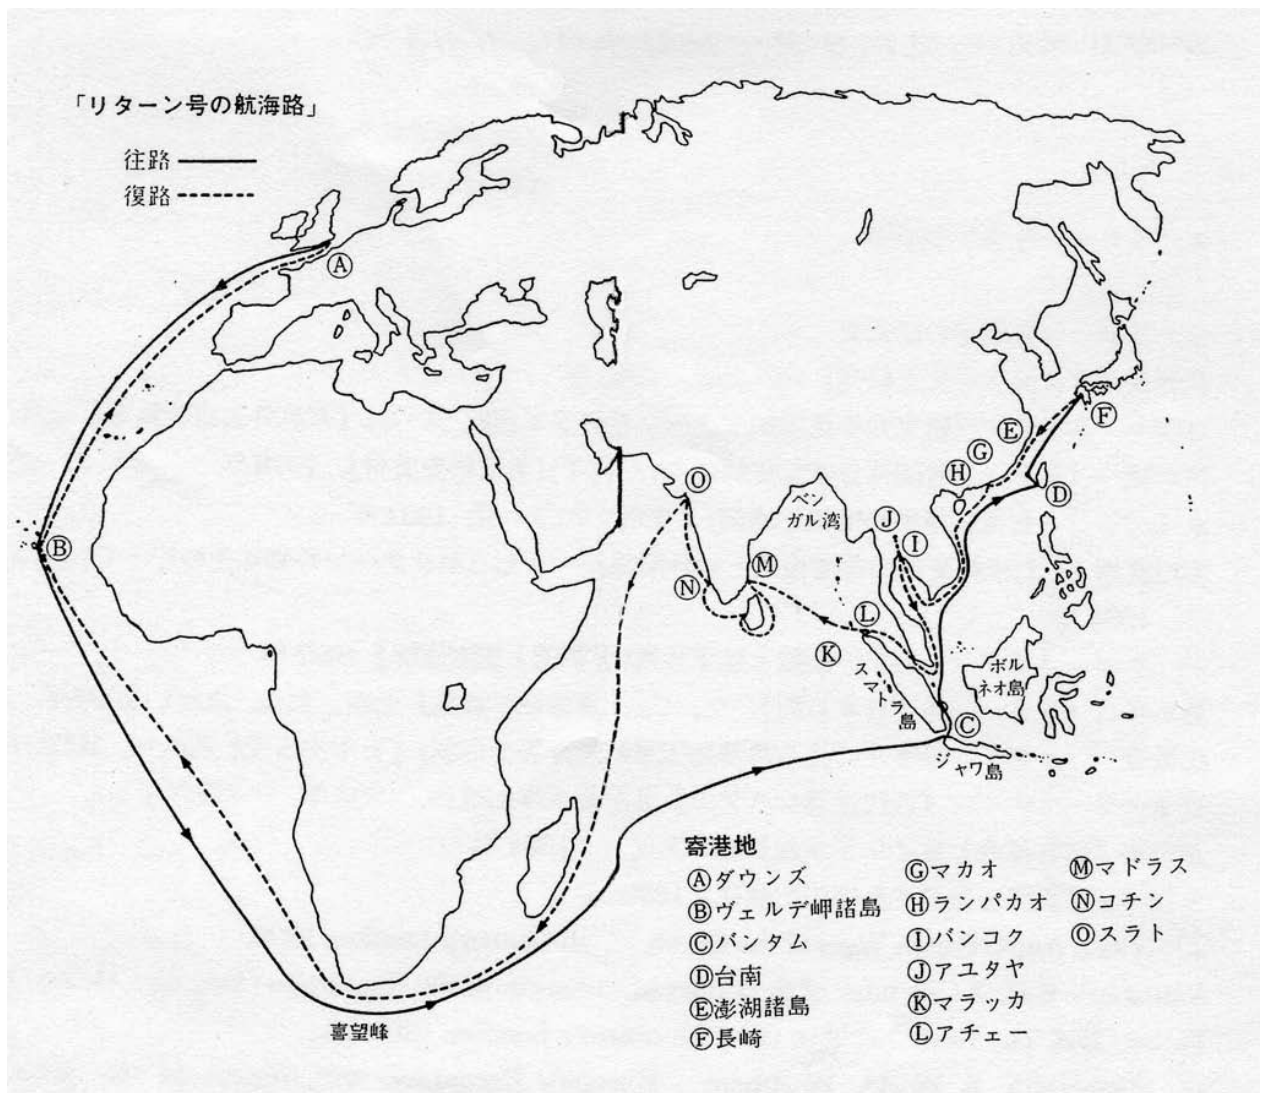 「リターン号の航海路」
往路
復路
Ⓐ
Ⓑ
Ⓒ
Ⓓ
Ⓔ
Ⓕ
Ⓖ
Ⓗ
Ⓘ
Ⓙ
Ⓚ
Ⓛ
Ⓜ
Ⓝ
Ⓞ
ベン
ガル湾
スマトラ島
ボル
ネオ島
ジャワ島
喜望峰
寄港地
Ⓐダウンズ
Ⓑヴェルデ岬諸島
Ⓒバンタム
Ⓓ台南
Ⓔ澎湖諸島
Ⓕ長崎
Ⓖマカオ
Ⓗランパカオ
Ⓘバンコク
Ⓙアユタヤ
Ⓚマラッカ
Ⓛアチェー
Ⓜマドラス
Ⓝコチン
Ⓞスラト